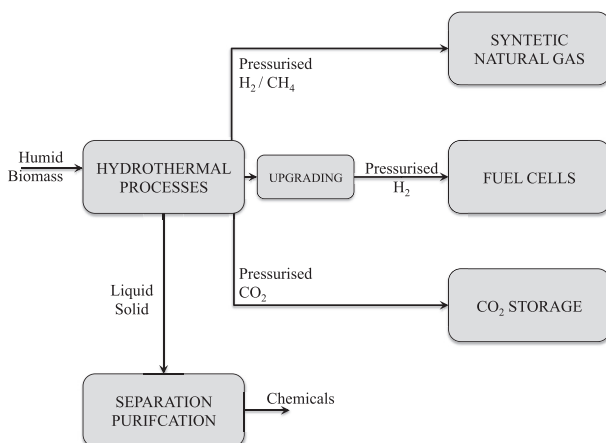 SYNTETIC
NATURAL GAS
Pressurised
H₂ / CH₄
Humid
Biomass
HYDROTHERMAL
PROCESSES
UPGRADING
Pressurised
H₂
FUEL CELLS
Pressurised
CO₂
CO₂ STORAGE
Liquid
Solid
SEPARATION
PURIFCATION
Chemicals